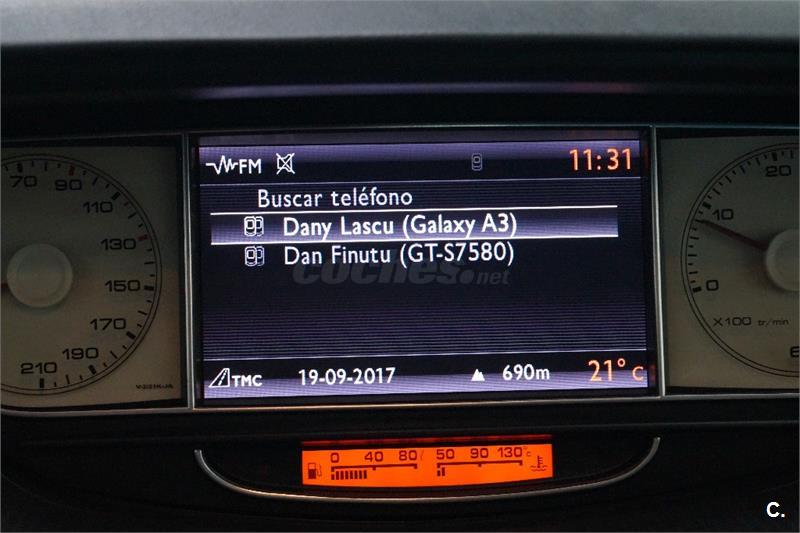 FM 11:31
Buscar teléfono
Dany Lascu (Galaxy A3)
Dan Finutu (GT-S7580)
coches.net
TMC 19-09-2017 690m 21°C
70 90 110 130 150 170 190 210
20 10 0
X100 tr/min
6
0 40 80/ 50 90 130°c
C.